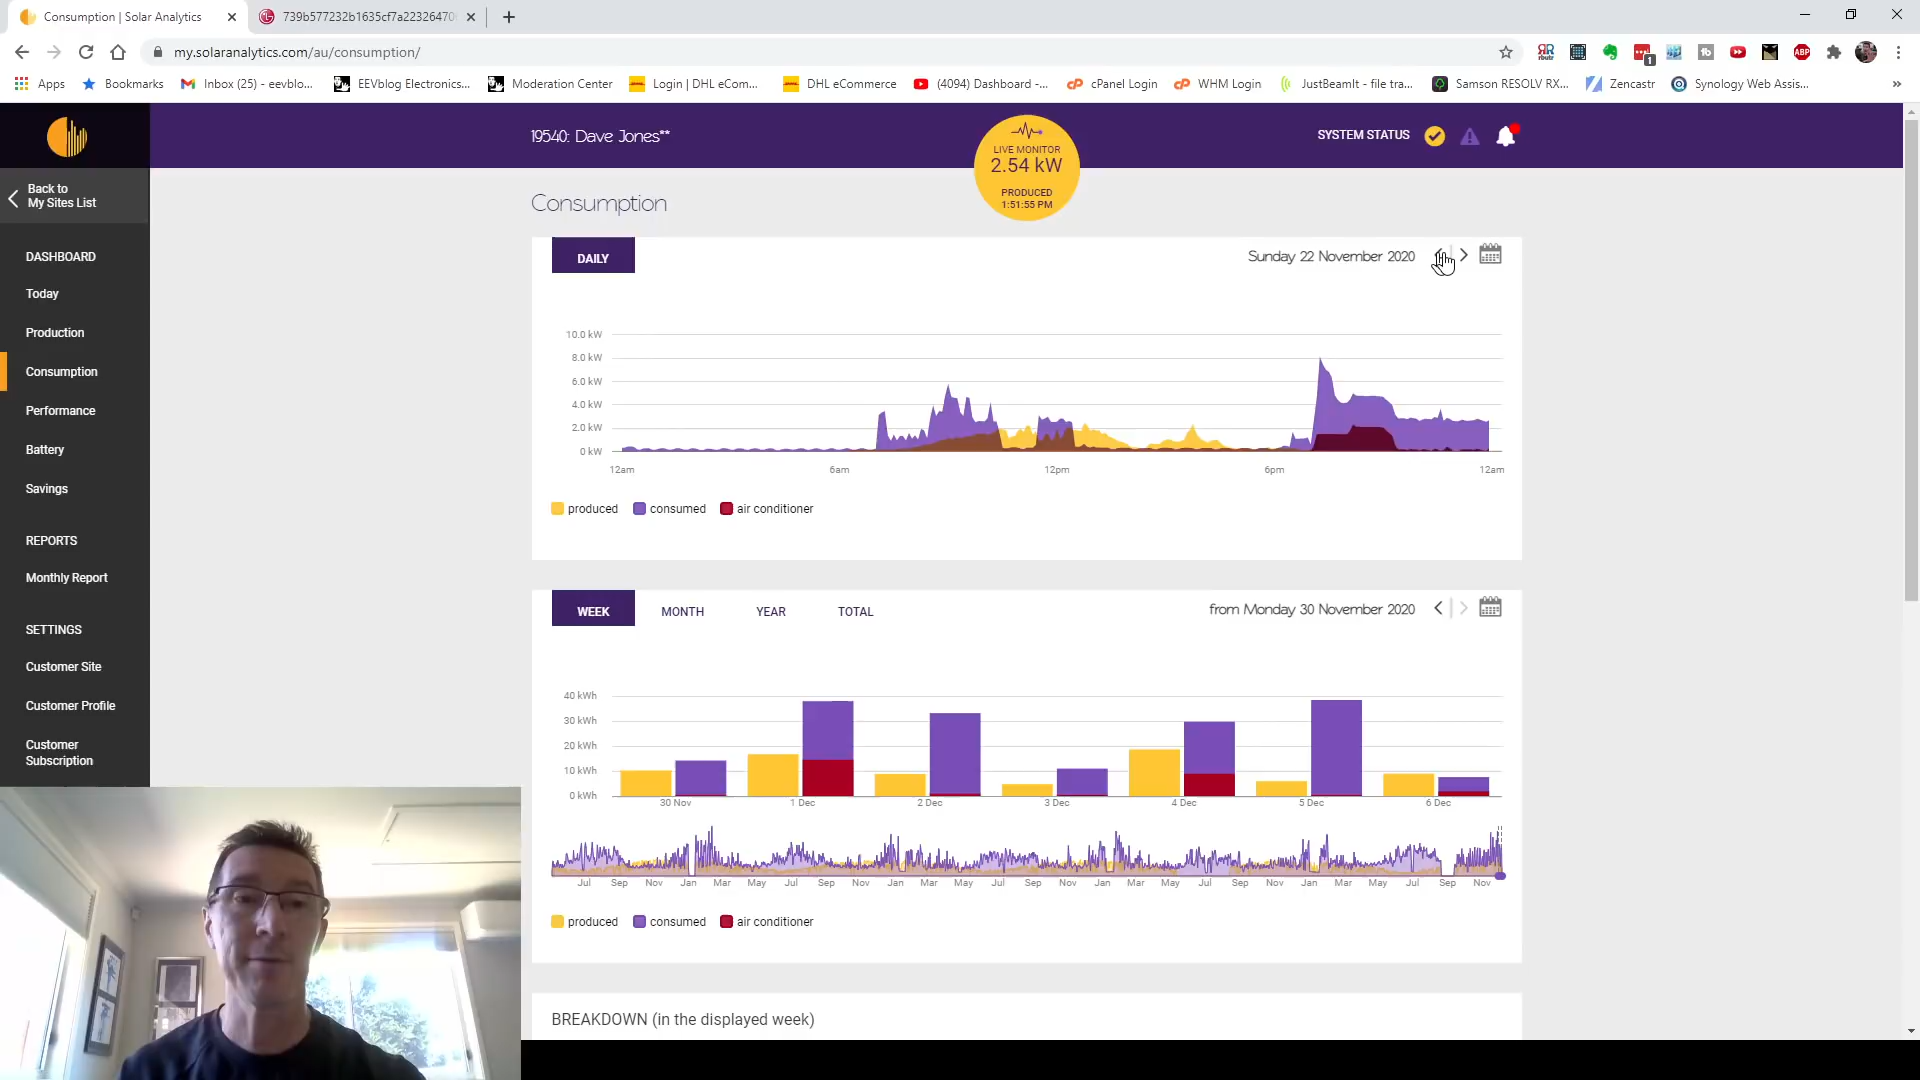 Consumption | Solar Analytics
739b577232b1635cf7a22326470
my.solaranalytics.com/au/consumption/
Apps
Bookmarks
Inbox (25) - eevblo...
EEVblog Electronics...
Moderation Center
Login | DHL eCom...
DHL eCommerce
(4094) Dashboard -...
cPanel Login
WHM Login
JustBeamIt - file tra...
Samson RESOLV RX...
Zencastr
Synology Web Assis...
19540: Dave Jones**
LIVE MONITOR
2.54 kW
PRODUCED
1:51:55 PM
SYSTEM STATUS
Back to
My Sites List
DASHBOARD
Today
Production
Consumption
Performance
Battery
Savings
REPORTS
Monthly Report
SETTINGS
Customer Site
Customer Profile
Customer
Subscription
Consumption
DAILY
Sunday 22 November 2020
10.0 kW
8.0 kW
6.0 kW
4.0 kW
2.0 kW
0 kW
12am 6am 12pm 6pm 12am
produced consumed air conditioner
WEEK MONTH YEAR TOTAL
from Monday 30 November 2020
40 kWh
30 kWh
20 kWh
10 kWh
0 kWh
30 Nov 1 Dec 2 Dec 3 Dec 4 Dec 5 Dec 6 Dec
Jul Sep Nov Jan Mar May Jul Sep Nov Jan Mar May Jul Sep Nov Jan Mar May Jul Sep Nov Jan Mar May Jul Sep Nov
produced consumed air conditioner
BREAKDOWN (in the displayed week)